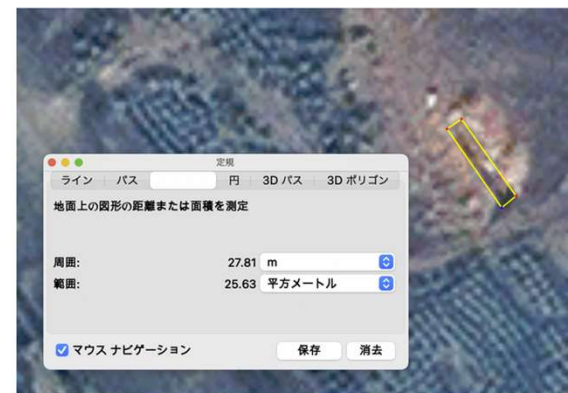 定規
ライン パス 円 3D パス 3D ポリゴン
地面上の図形の距離または面積を測定
周囲: 27.81 m
範囲: 25.63 平方メートル
マウス ナビゲーション 保存 消去